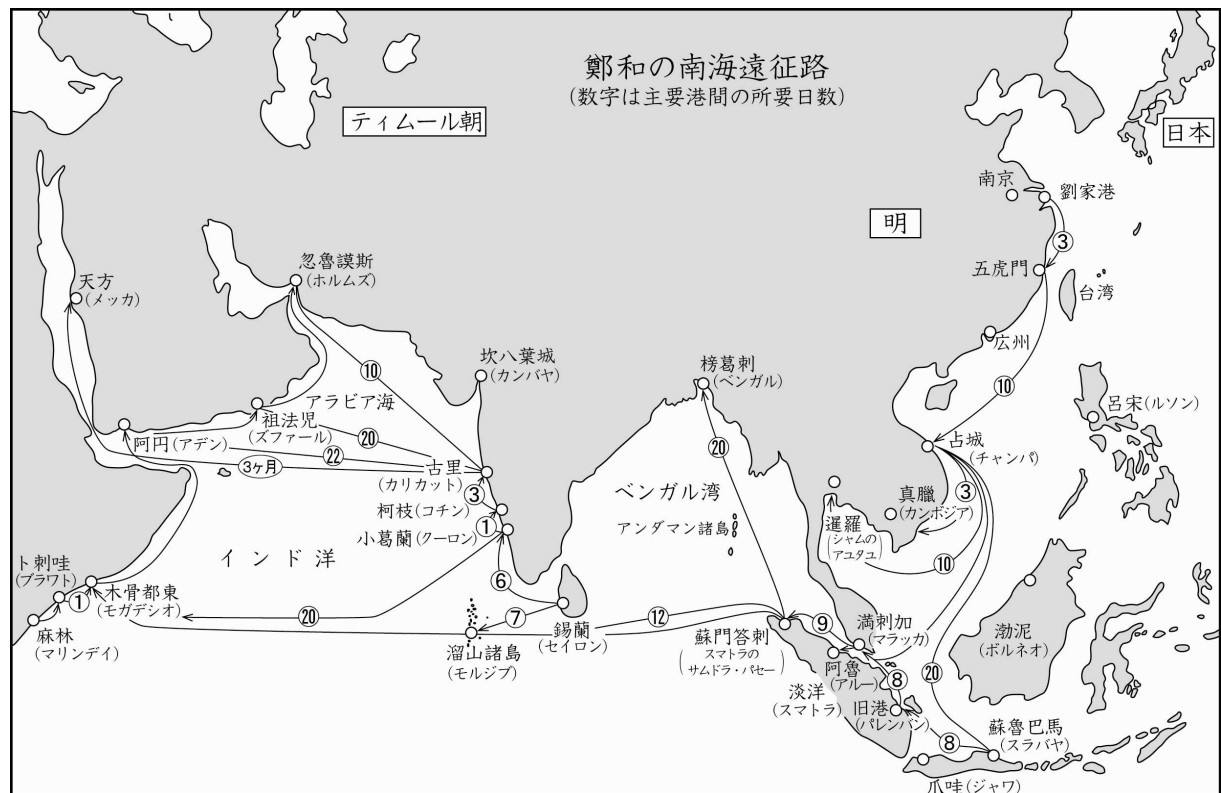 鄭和の南海遠征路
(数字は主要港間の所要日数)
ティムール朝
日本
明
南京
劉家港
③
五虎門
台湾
広州
⑩
天方
(メッカ)
忽魯謨斯
(ホルムズ)
⑩
坎八葉城
(カンバヤ)
榜葛刺
(ベンガル)
呂宋(ルソン)
アラビア海
祖法児
(ズファール)
阿円(アデン)
⑳
㉒
3ヶ月
古里
(カリカット)
③
柯枝(コチン)
①
小葛蘭(クーロン)
⑳
ベンガル湾
アンダマン諸島
占城
(チャンパ)
③
真臘
(カンボジア)
暹羅
(シャムの
アユタユ)
⑩
インド洋
ト刺哇
(ブラワト)
①
木骨都東
(モガデシオ)
麻林
(マリンデイ)
⑳
⑥
⑦
錫蘭
(セイロン)
溜山諸島
(モルジブ)
⑫
蘇門答刺
(スマトラの
サムドラ・パセー)
⑨
満刺加
(マラッカ)
阿魯
(アルー)
⑧
淡洋
(スマトラ)
旧港
(パレンバン)
⑳
渤泥
(ボルネオ)
⑧
蘇魯巴馬
(スラバヤ)
爪哇(ジャワ)